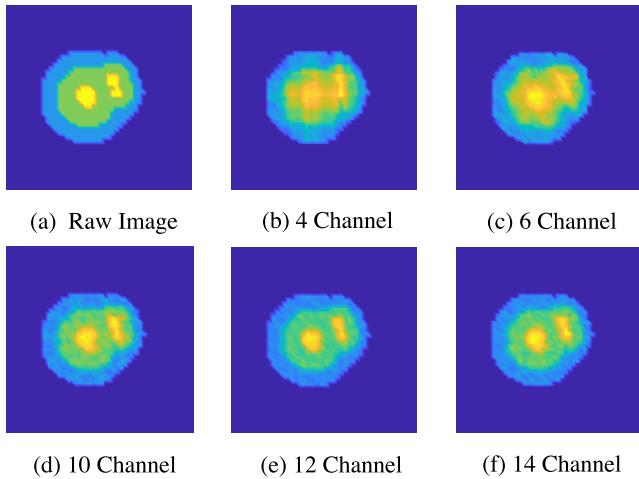 (a) Raw Image
(b) 4 Channel
(c) 6 Channel
(d) 10 Channel
(e) 12 Channel
(f) 14 Channel